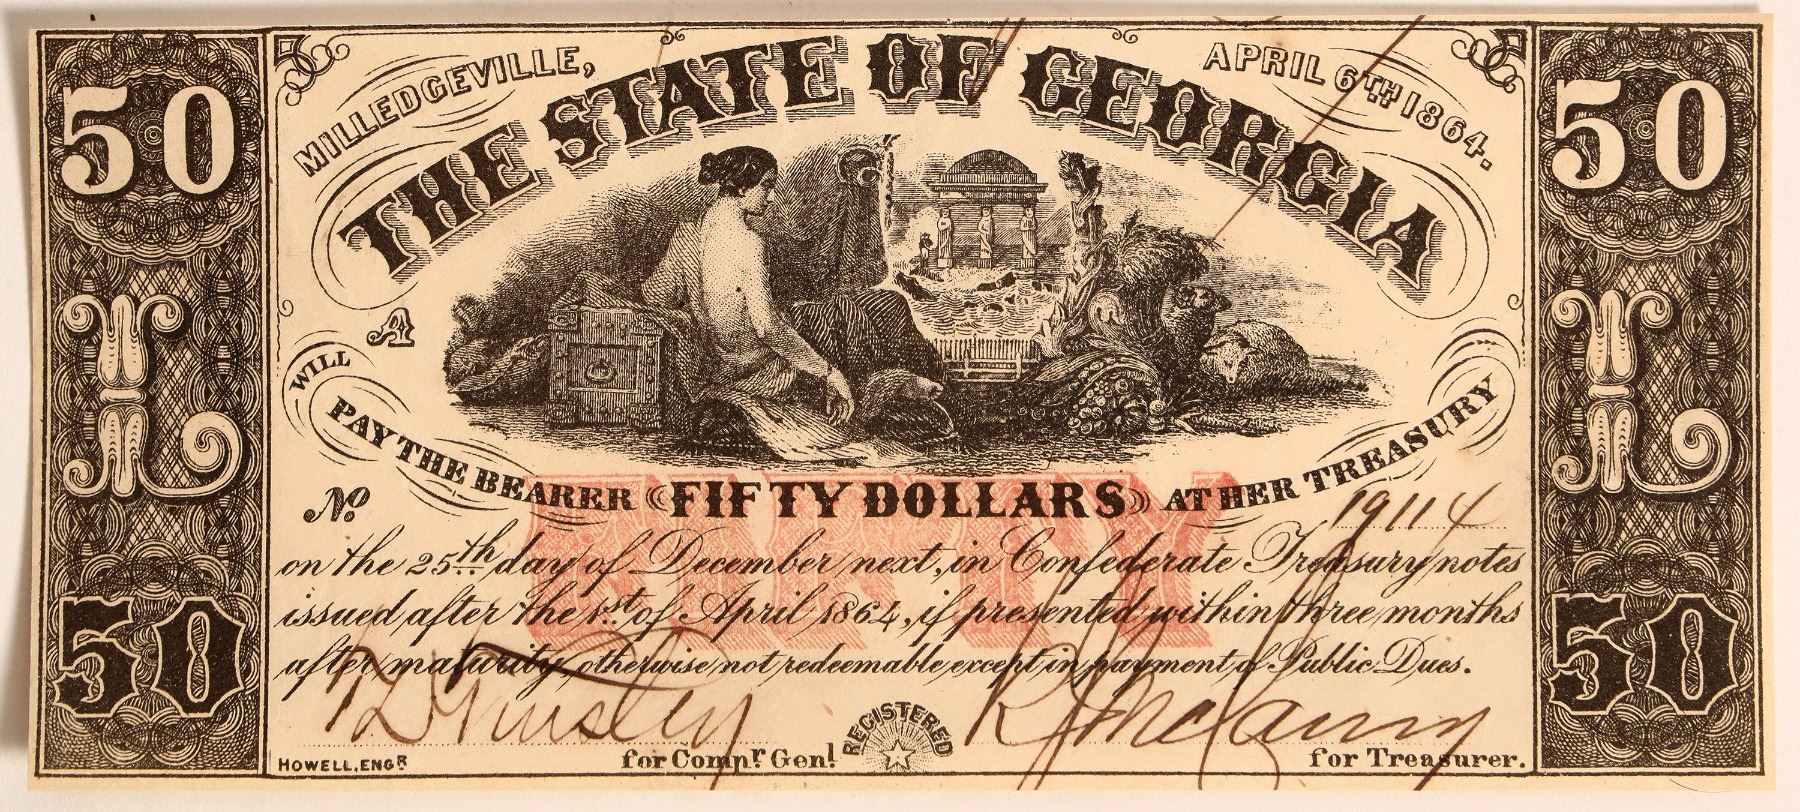 50 50
MILLEDGEVILLE, APRIL 6TH 1864.
THE STATE OF GEORGIA
A
L L
WILL
PAY THE BEARER FIFTY DOLLARS AT HER TREASURY
FIFTY
No 19114
on the 25th day of December next, in Confederate Treasury notes
issued after the 1st of April 1864, if presented within three months
after maturity, otherwise not redeemable except in payment of Public Dues.
50 50
REGISTERED
HOWELL, ENGR for Compr Genl. for Treasurer.